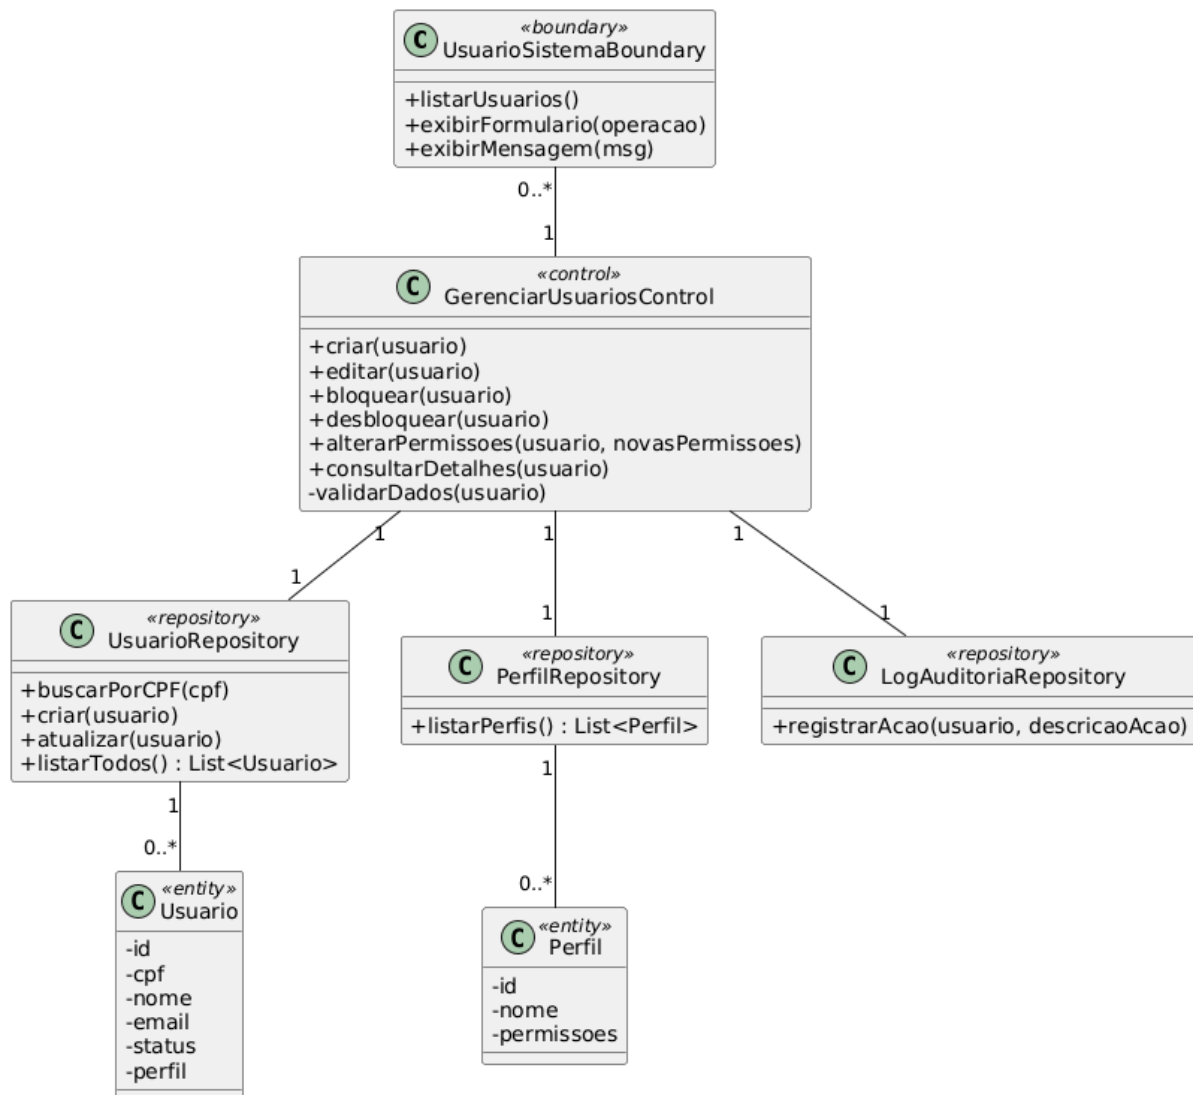 C
«boundary»
UsuarioSistemaBoundary
+listarUsuarios()
+exibirFormulario(operacao)
+exibirMensagem(msg)
0..*
1
C
«control»
GerenciarUsuariosControl
+criar(usuario)
+editar(usuario)
+bloquear(usuario)
+desbloquear(usuario)
+alterarPermissoes(usuario, novasPermissoes)
+consultarDetalhes(usuario)
-validarDados(usuario)
1
1
1
1
1
1
C
«repository»
UsuarioRepository
+buscarPorCPF(cpf)
+criar(usuario)
+atualizar(usuario)
+listarTodos() : List<Usuario>
C
«repository»
PerfilRepository
+listarPerfis() : List<Perfil>
C
«repository»
LogAuditoriaRepository
+registrarAcao(usuario, descricaoAcao)
1
0..*
1
0..*
C
«entity»
Usuario
-id
-cpf
-nome
-email
-status
-perfil
C
«entity»
Perfil
-id
-nome
-permissoes